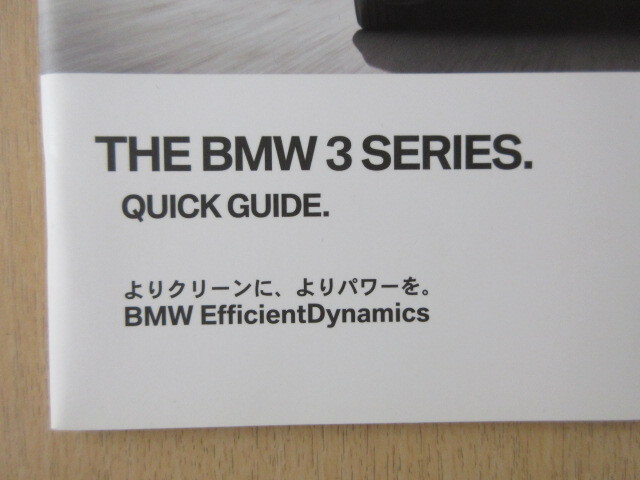 THE BMW 3 SERIES.
QUICK GUIDE.
よりクリーンに、よりパワーを。
BMW EfficientDynamics